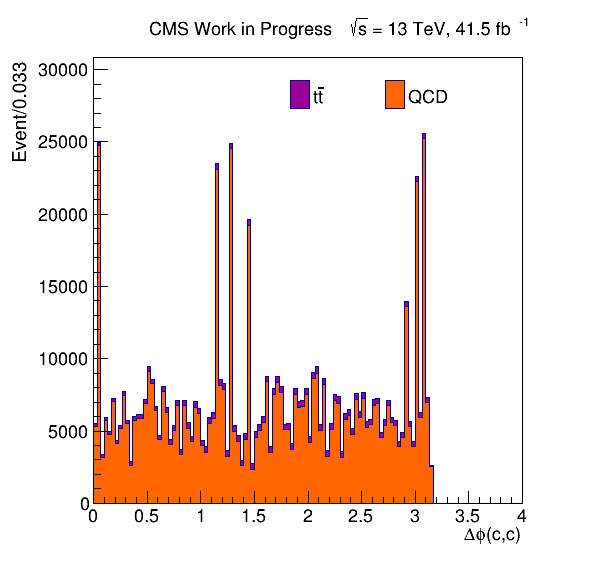 CMS Work in Progress √s = 13 TeV, 41.5 fb⁻¹
Event/0.033
30000
25000
20000
15000
10000
5000
0
tt̄
QCD
0 0.5 1 1.5 2 2.5 3 3.5 4
Δϕ(c,c)